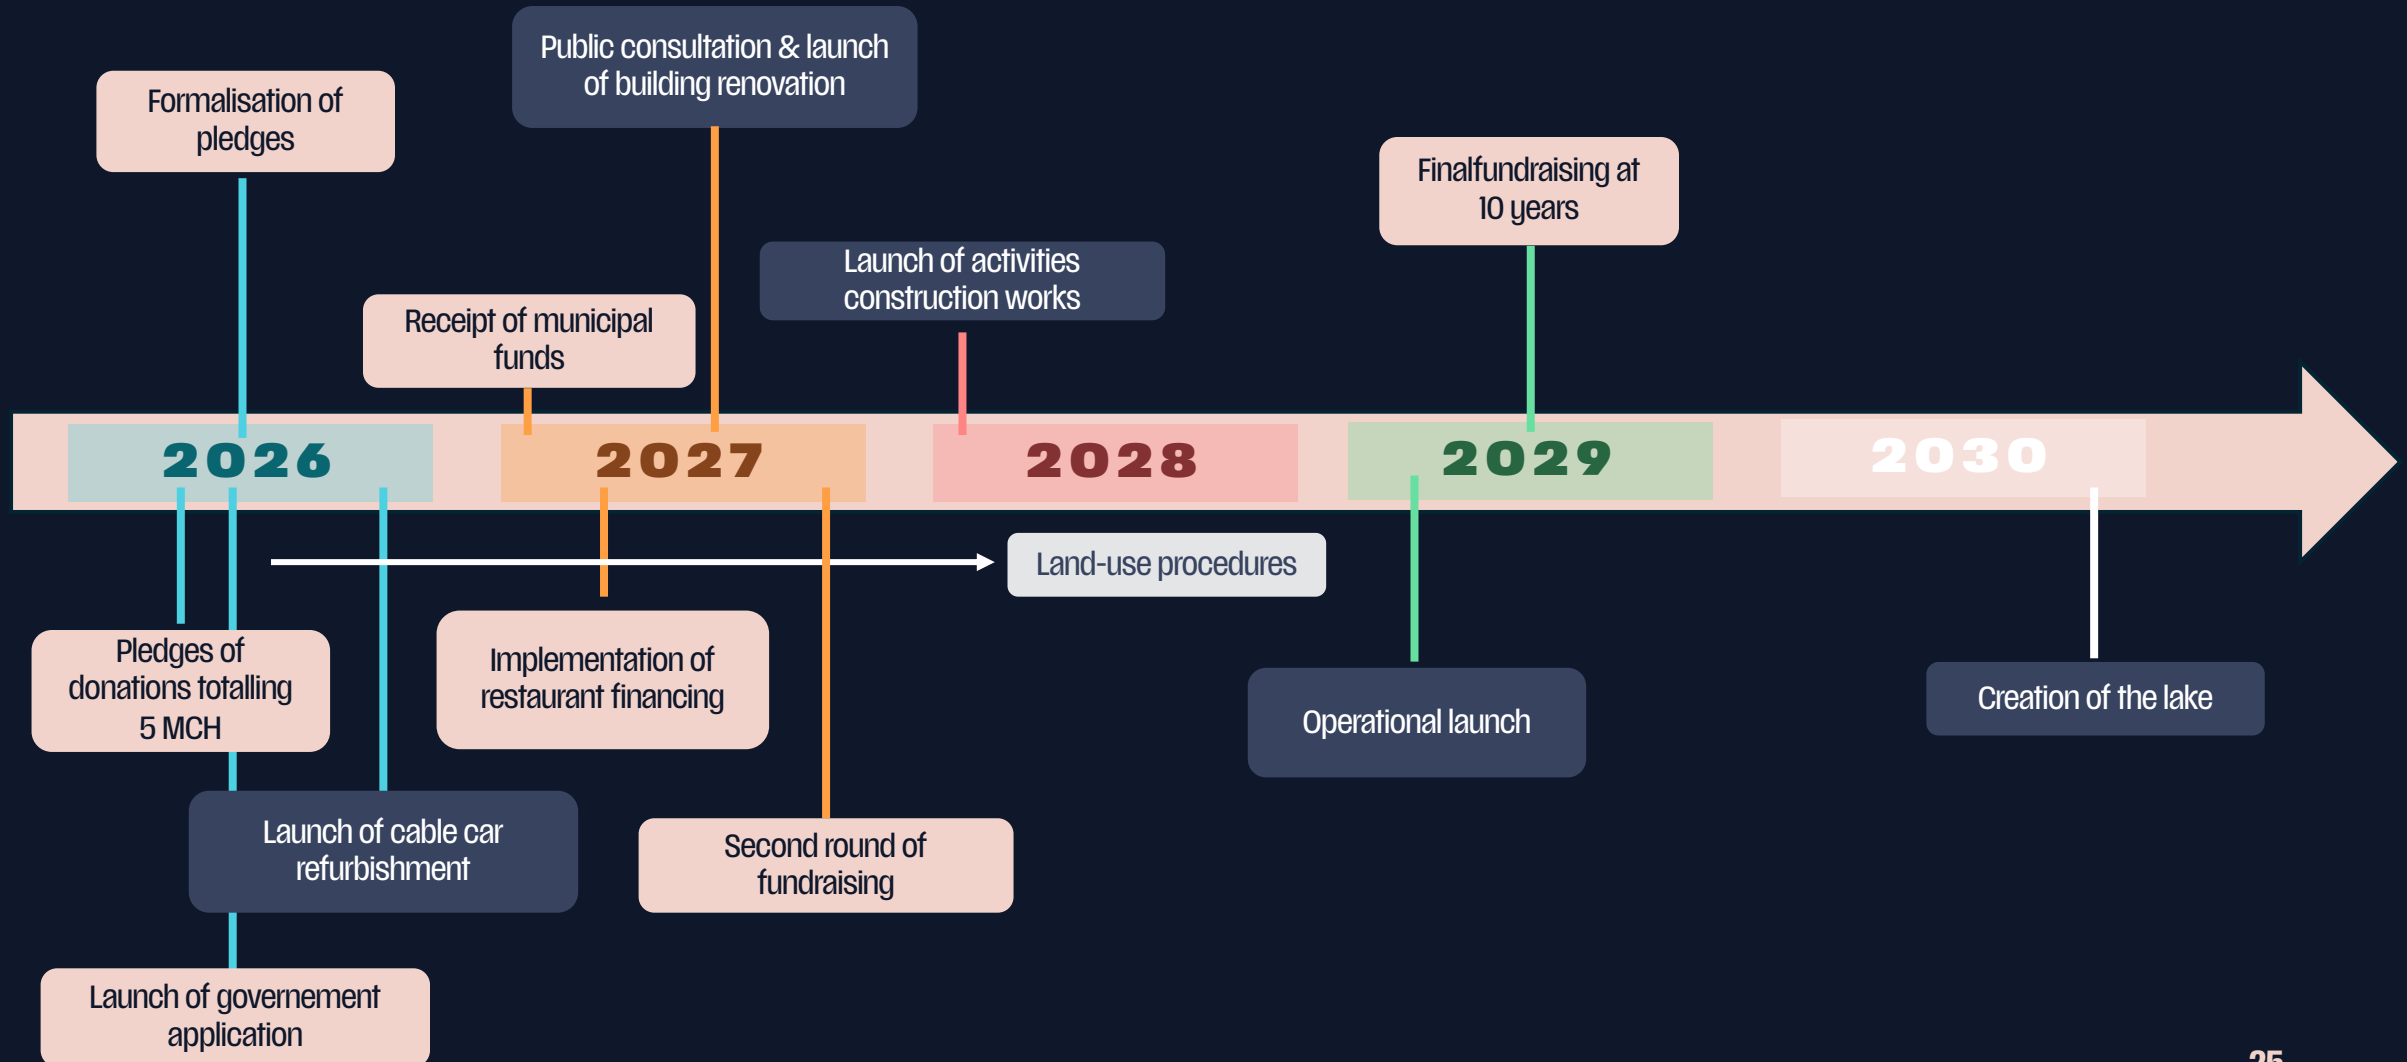 Public consultation & launch
of building renovation
Formalisation of
pledges
Finalfundraising at
10 years
Launch of activities
construction works
Receipt of municipal
funds
2026
2027
2028
2029
2030
Land-use procedures
Pledges of
donations totalling
5 MCH
Implementation of
restaurant financing
Operational launch
Creation of the lake
Launch of cable car
refurbishment
Second round of
fundraising
Launch of governement
application
25